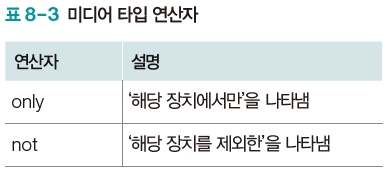 표 8-3 미디어 타입 연산자
연산자 설명
only '해당 장치에서만'을 나타냄
not '해당 장치를 제외한'을 나타냄